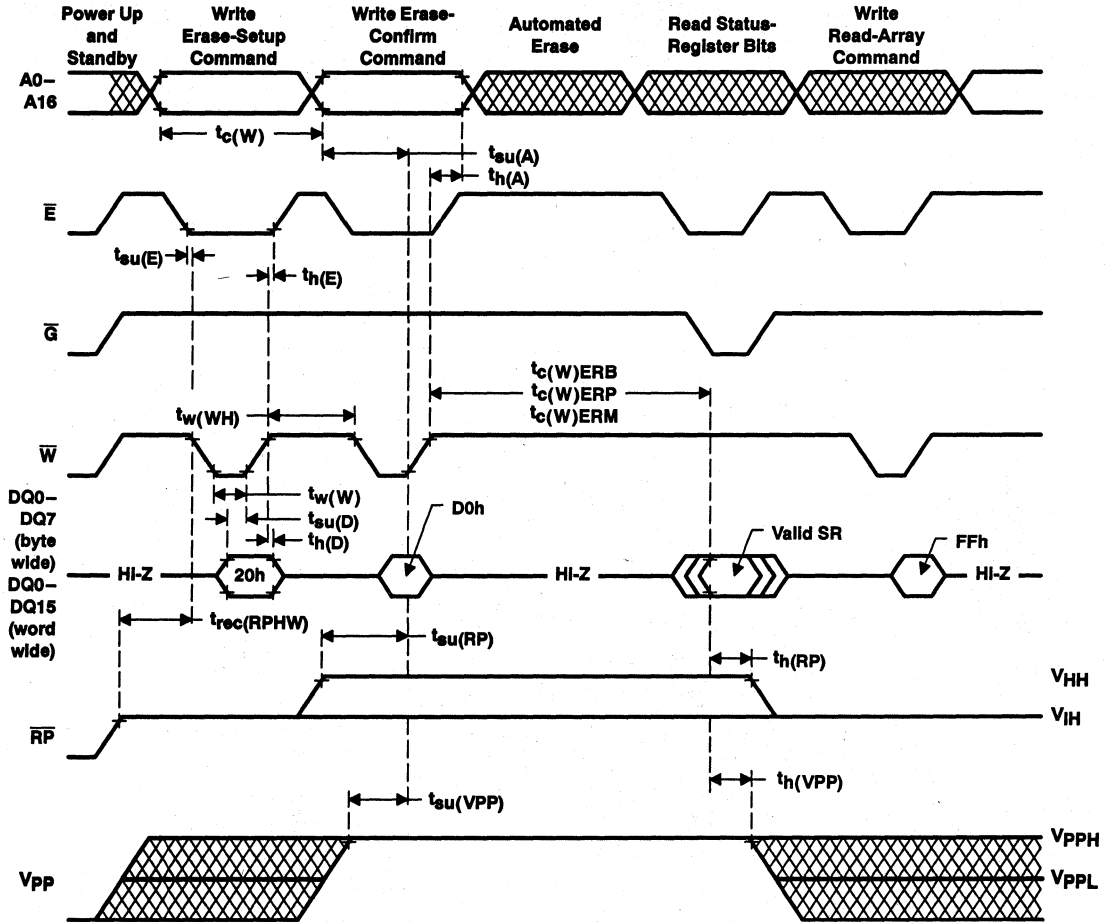 Power Up
and
Standby
Write
Erase-Setup
Command
Write Erase-
Confirm
Command
Automated
Erase
Read Status-
Register Bits
Write
Read-Array
Command
A0–
A16
tc(W)
tsu(A)
th(A)
E
tsu(E)
th(E)
G
tc(W)ERB
tc(W)ERP
tc(W)ERM
tw(WH)
W
DQ0–
DQ7
(byte
wide)
DQ0–
DQ15
(word
wide)
tw(W)
tsu(D)
th(D)
D0h
Valid SR
FFh
Hi-Z
20h
Hi-Z
Hi-Z
trec(RPHW)
tsu(RP)
th(RP)
VHH
VIH
RP
th(VPP)
tsu(VPP)
VPPH
VPP
VPPL